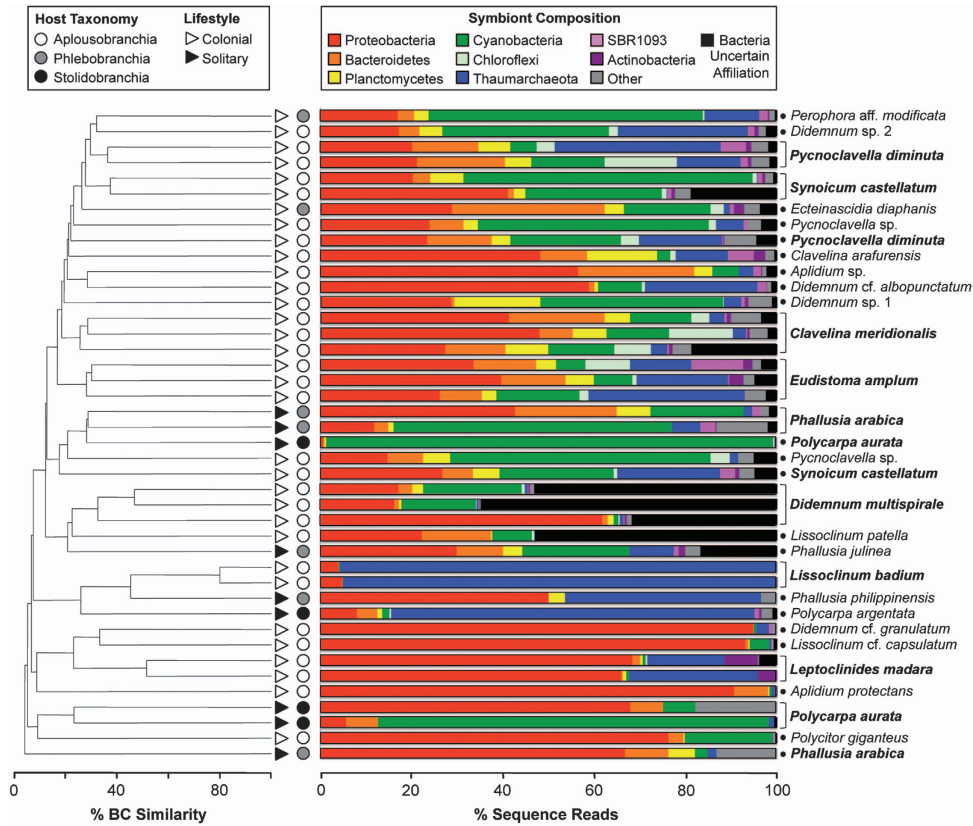 Host Taxonomy
Aplousobranchia
Phlebobranchia
Stolidobranchia
Lifestyle
Colonial
Solitary
Symbiont Composition
Proteobacteria
Bacteroidetes
Planctomycetes
Cyanobacteria
Chloroflexi
Thaumarchaeota
SBR1093
Actinobacteria
Other
Bacteria
Uncertain
Affiliation
Perophora aff. modificata
Didemnum sp. 2
Pycnoclavella diminuta
Synoicum castellatum
Ecteinascidia diaphanis
Pycnoclavella sp.
Pycnoclavella diminuta
Clavelina arafurensis
Aplidium sp.
Didemnum cf. albopunctatum
Didemnum sp. 1
Clavelina meridionalis
Eudistoma amplum
Phallusia arabica
Polycarpa aurata
Pycnoclavella sp.
Synoicum castellatum
Didemnum multispirale
Lissoclinum patella
Phallusia julinea
Lissoclinum badium
Phallusia philippinensis
Polycarpa argentata
Didemnum cf. granulatum
Lissoclinum cf. capsulatum
Leptoclinides madara
Aplidium protectans
Polycarpa aurata
Polycitor giganteus
Phallusia arabica
0 20 40 60 80
% BC Similarity
0 20 40 60 80 100
% Sequence Reads